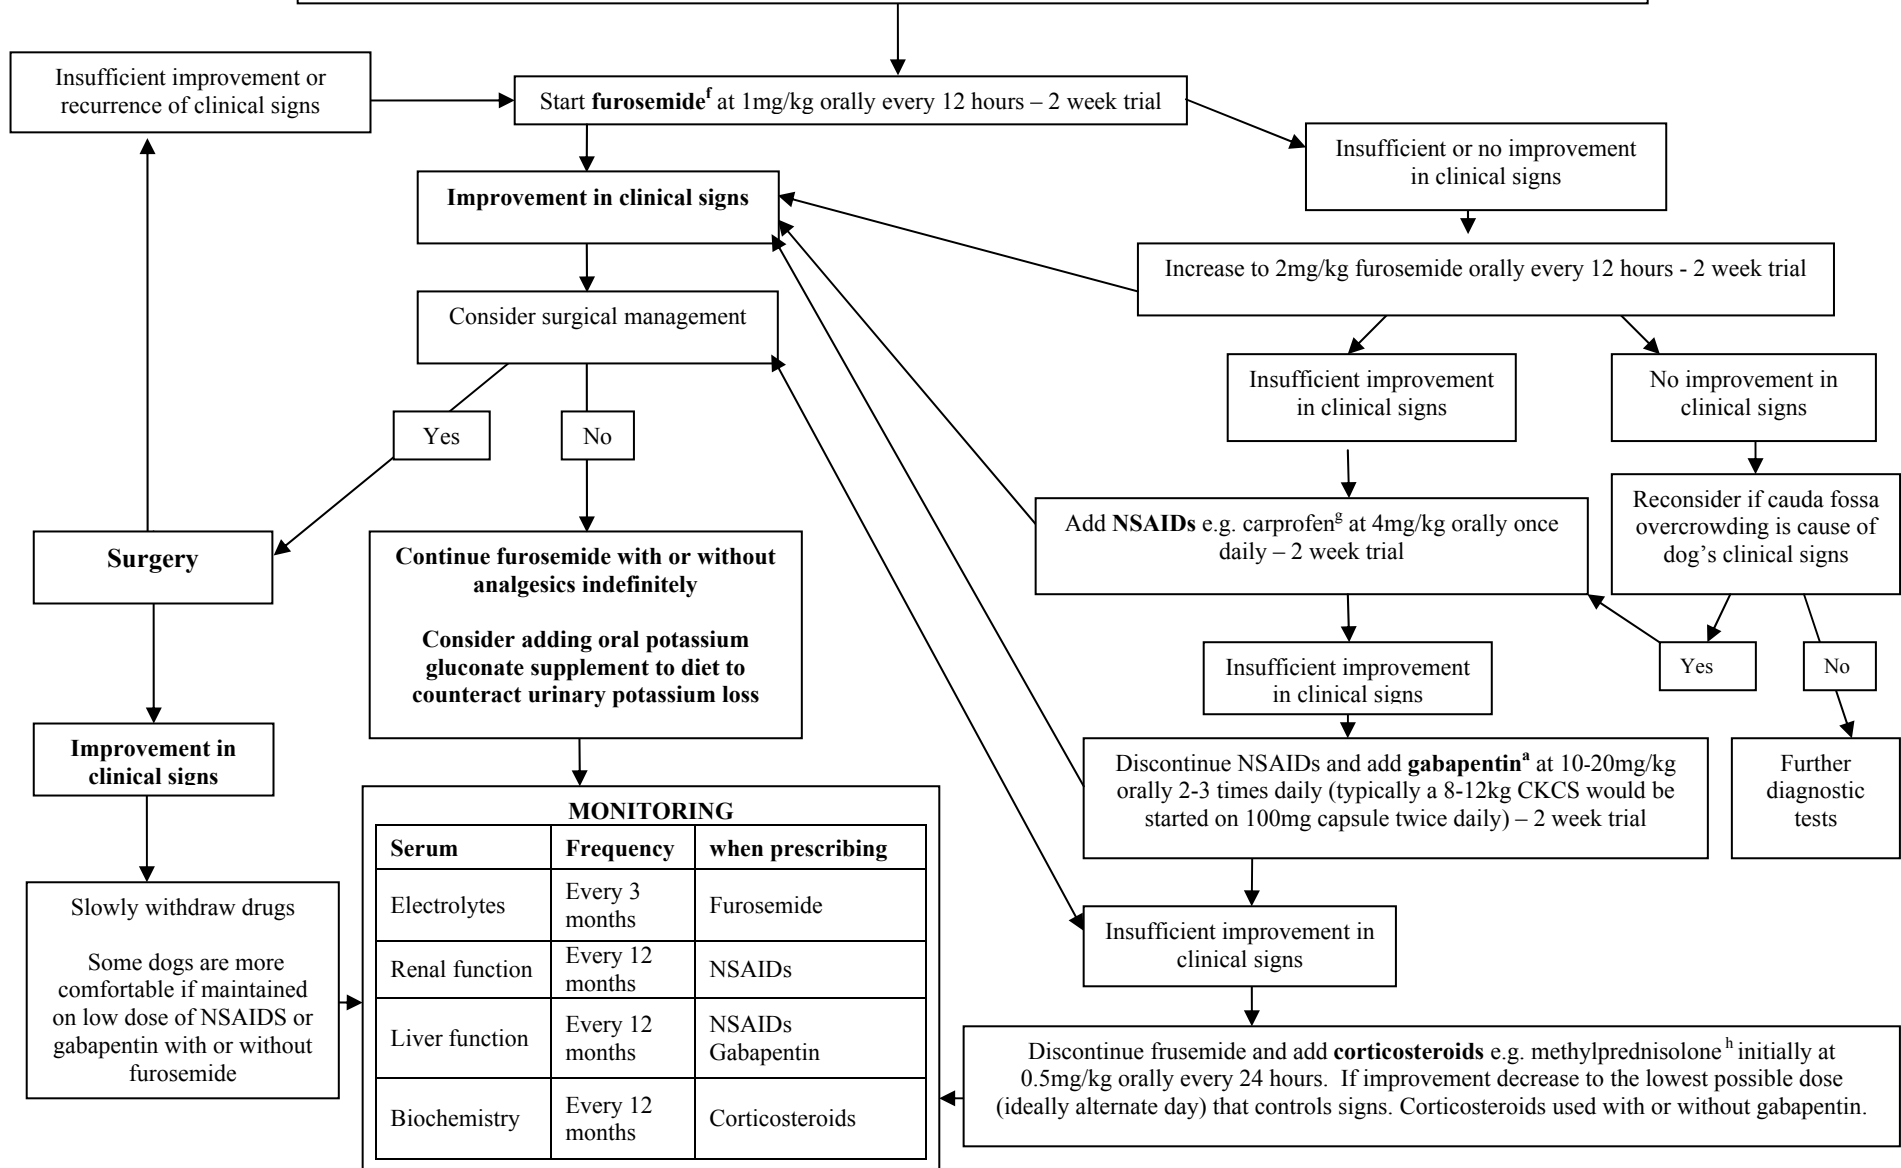 Insufficient improvement or
recurrence of clinical signs
Start furosemideᶠ at 1mg/kg orally every 12 hours – 2 week trial
Insufficient or no improvement
in clinical signs
Improvement in clinical signs
Increase to 2mg/kg furosemide orally every 12 hours - 2 week trial
Consider surgical management
Insufficient improvement
in clinical signs
No improvement in
clinical signs
Yes
No
Add NSAIDs e.g. carprofenᵍ at 4mg/kg orally once
daily – 2 week trial
Reconsider if cauda fossa
overcrowding is cause of
dog’s clinical signs
Surgery
Continue furosemide with or without
analgesics indefinitely
Consider adding oral potassium
gluconate supplement to diet to
counteract urinary potassium loss
Insufficient improvement
in clinical signs
Yes
No
Improvement in
clinical signs
Discontinue NSAIDs and add gabapentinᵃ at 10-20mg/kg
orally 2-3 times daily (typically a 8-12kg CKCS would be
started on 100mg capsule twice daily) – 2 week trial
Further
diagnostic
tests
Slowly withdraw drugs
Some dogs are more
comfortable if maintained
on low dose of NSAIDS or
gabapentin with or without
furosemide
MONITORING
Serum Frequency when prescribing
Electrolytes Every 3 months Furosemide
Renal function Every 12 months NSAIDs
Liver function Every 12 months NSAIDs Gabapentin
Biochemistry Every 12 months Corticosteroids
Insufficient improvement in
clinical signs
Discontinue frusemide and add corticosteroids e.g. methylprednisolone ʰ initially at
0.5mg/kg orally every 24 hours. If improvement decrease to the lowest possible dose
(ideally alternate day) that controls signs. Corticosteroids used with or without gabapentin.